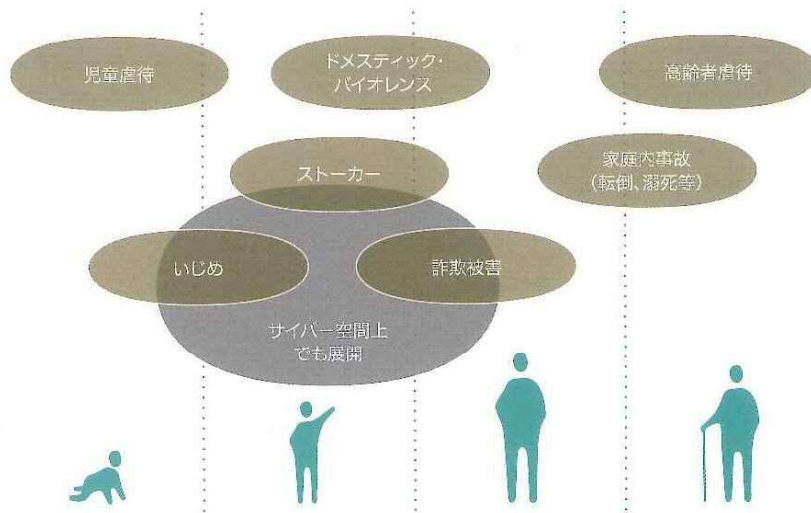 児童虐待
ドメスティック・
バイオレンス
高齢者虐待
ストーカー
家庭内事故
(転倒、溺死等)
いじめ
詐欺被害
サイバー空間上
でも展開